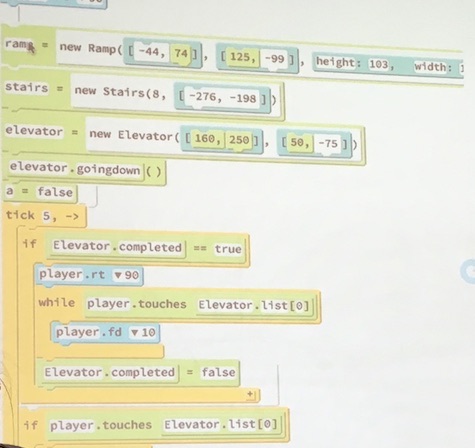 ramp = new Ramp( [ -44, 74 ] , [ 125, -99 ] , height: 103, width: 1
stairs = new Stairs(8, [ -276, -198 ] )
elevator = new Elevator( [ 160, 250 ] , [ 50, -75 ] )
elevator.goingdown ()
a = false
tick 5, ->
if Elevator.completed == true
player.rt ▼ 90
while player.touches Elevator.list[0]
player.fd ▼ 10
Elevator.completed = false
+
if player.touches Elevator.list[0]